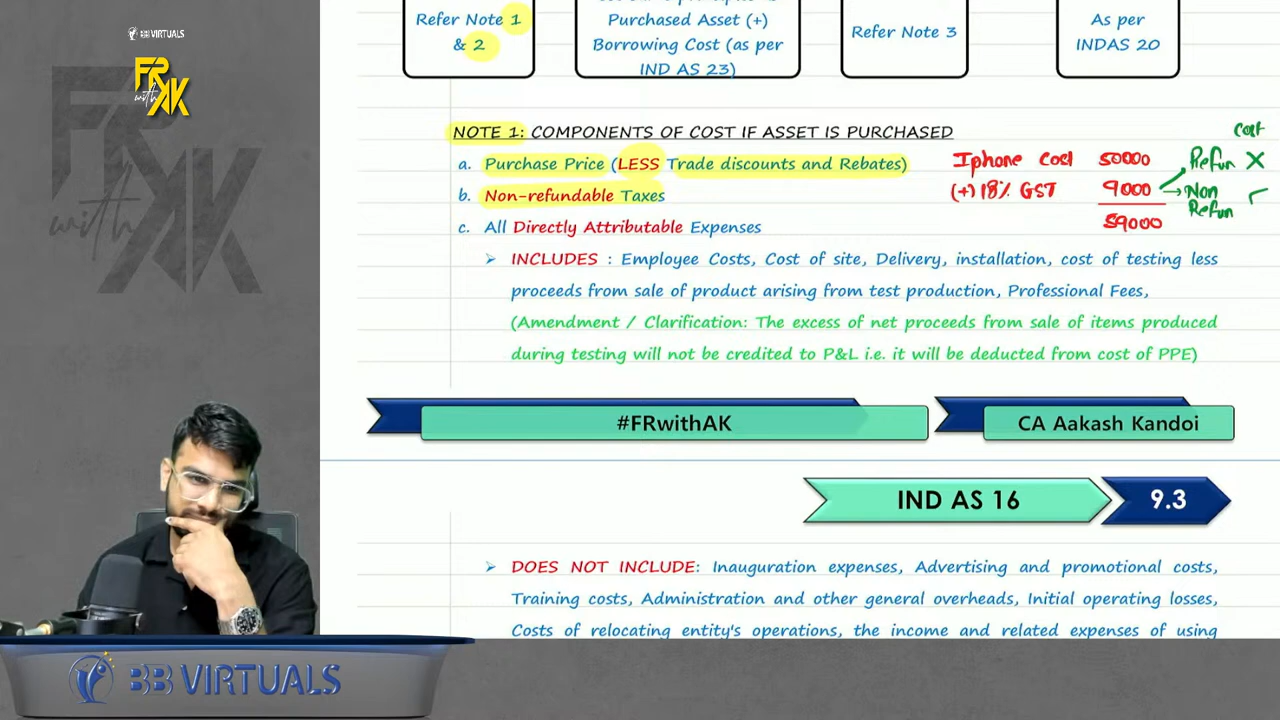 BB VIRTUALS
FR
with
AK
FR
with
AK
Refer Note 1
& 2
Purchased Asset (+)
Borrowing Cost (as per
IND AS 23)
Refer Note 3
As per
INDAS 20
NOTE 1: COMPONENTS OF COST IF ASSET IS PURCHASED
a. Purchase Price (LESS Trade discounts and Rebates)
b. Non-refundable Taxes
c. All Directly Attributable Expenses
➢ INCLUDES : Employee Costs, Cost of site, Delivery, installation, cost of testing less
proceeds from sale of product arising from test production, Professional Fees,
(Amendment / Clarification: The excess of net proceeds from sale of items produced
during testing will not be credited to P&L i.e. it will be deducted from cost of PPE)
Cost
Iphone Cost 50000 Refun X
(+) 18% GST 9000 → Non
Refun
59000
#FRwithAK
CA Aakash Kandoi
IND AS 16
9.3
➢ DOES NOT INCLUDE: Inauguration expenses, Advertising and promotional costs,
Training costs, Administration and other general overheads, Initial operating losses,
Costs of relocating entity's operations, the income and related expenses of using
BB VIRTUALS